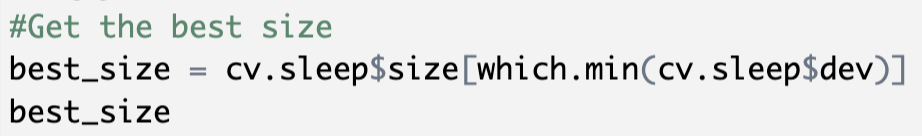 #Get the best size
best_size = cv.sleep$size[which.min(cv.sleep$dev)]
best_size